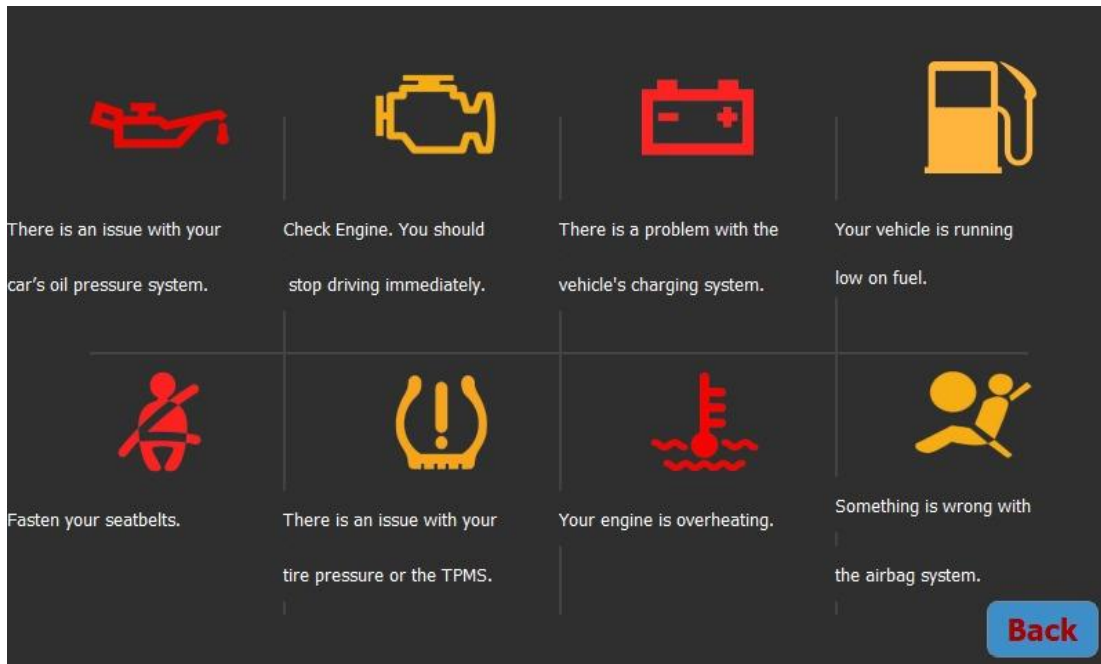 There is an issue with your
car’s oil pressure system.
Check Engine. You should
stop driving immediately.
There is a problem with the
vehicle's charging system.
Your vehicle is running
low on fuel.
Fasten your seatbelts.
There is an issue with your
tire pressure or the TPMS.
Your engine is overheating.
Something is wrong with
the airbag system.
Back